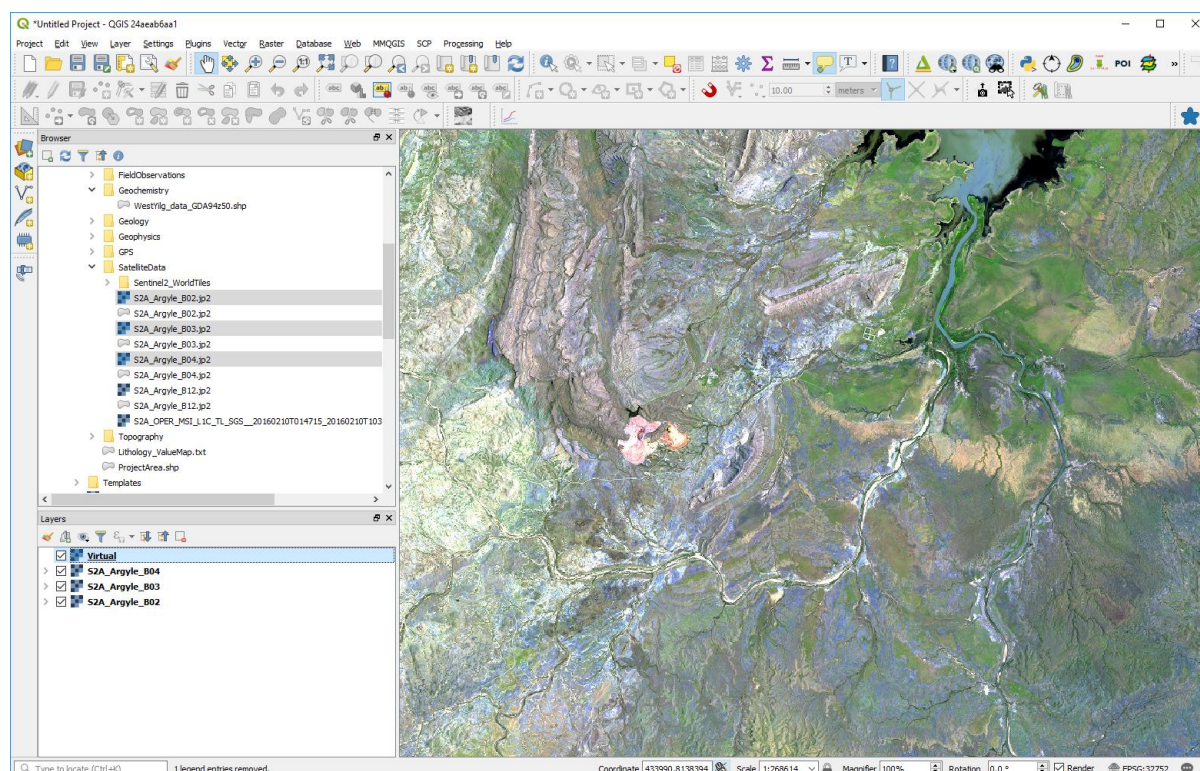 *Untitled Project - QGIS 24aeab6aa1
Project Edit View Layer Settings Plugins Vector Raster Database Web MMQGIS SCP Processing Help
POI »
10.00 meters
Browser
FieldObservations
Geochemistry
WestYilg_data_GDA94z50.shp
Geology
Geophysics
GPS
SatelliteData
Sentinel2_WorldTiles
S2A_Argyle_B02.jp2
S2A_Argyle_B02.jp2
S2A_Argyle_B03.jp2
S2A_Argyle_B03.jp2
S2A_Argyle_B04.jp2
S2A_Argyle_B04.jp2
S2A_Argyle_B12.jp2
S2A_Argyle_B12.jp2
S2A_OPER_MSI_L1C_TL_SGS__20160210T014715_20160210T103
Topography
Lithology_ValueMap.txt
ProjectArea.shp
Templates
Layers
Virtual
S2A_Argyle_B04
S2A_Argyle_B03
S2A_Argyle_B02
Type to locate (Ctrl+K) 1 legend entries removed. Coordinate 433990,8138394 Scale 1:268614 Magnifier 100% Rotation 0.0 ° Render EPSG:32752